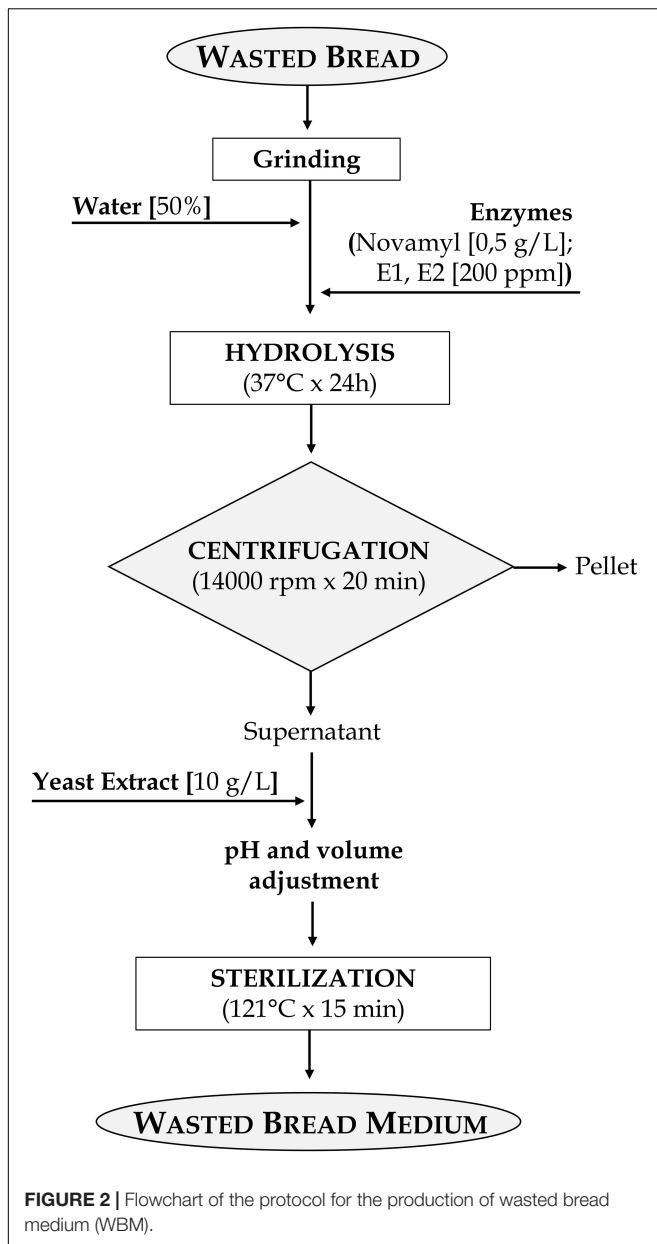 WASTED BREAD
Grinding
Water [50%]
Enzymes
(Novamyl [0,5 g/L];
E1, E2 [200 ppm])
HYDROLYSIS
(37°C x 24h)
CENTRIFUGATION
(14000 rpm x 20 min)
Pellet
Supernatant
Yeast Extract [10 g/L]
pH and volume
adjustment
STERILIZATION
(121°C x 15 min)
WASTED BREAD MEDIUM
FIGURE 2 | Flowchart of the protocol for the production of wasted bread
medium (WBM).